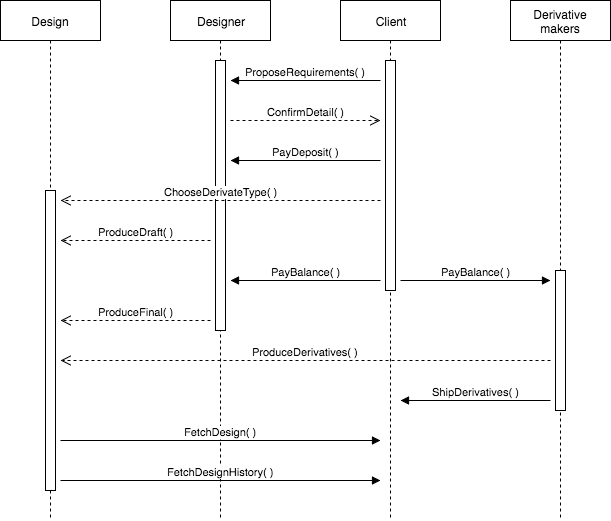 Design
Designer
Client
Derivative
makers
ProposeRequirements( )
ConfirmDetail( )
PayDeposit( )
ChooseDerivateType( )
ProduceDraft( )
PayBalance( )
PayBalance( )
ProduceFinal( )
ProduceDerivatives( )
ShipDerivatives( )
FetchDesign( )
FetchDesignHistory( )